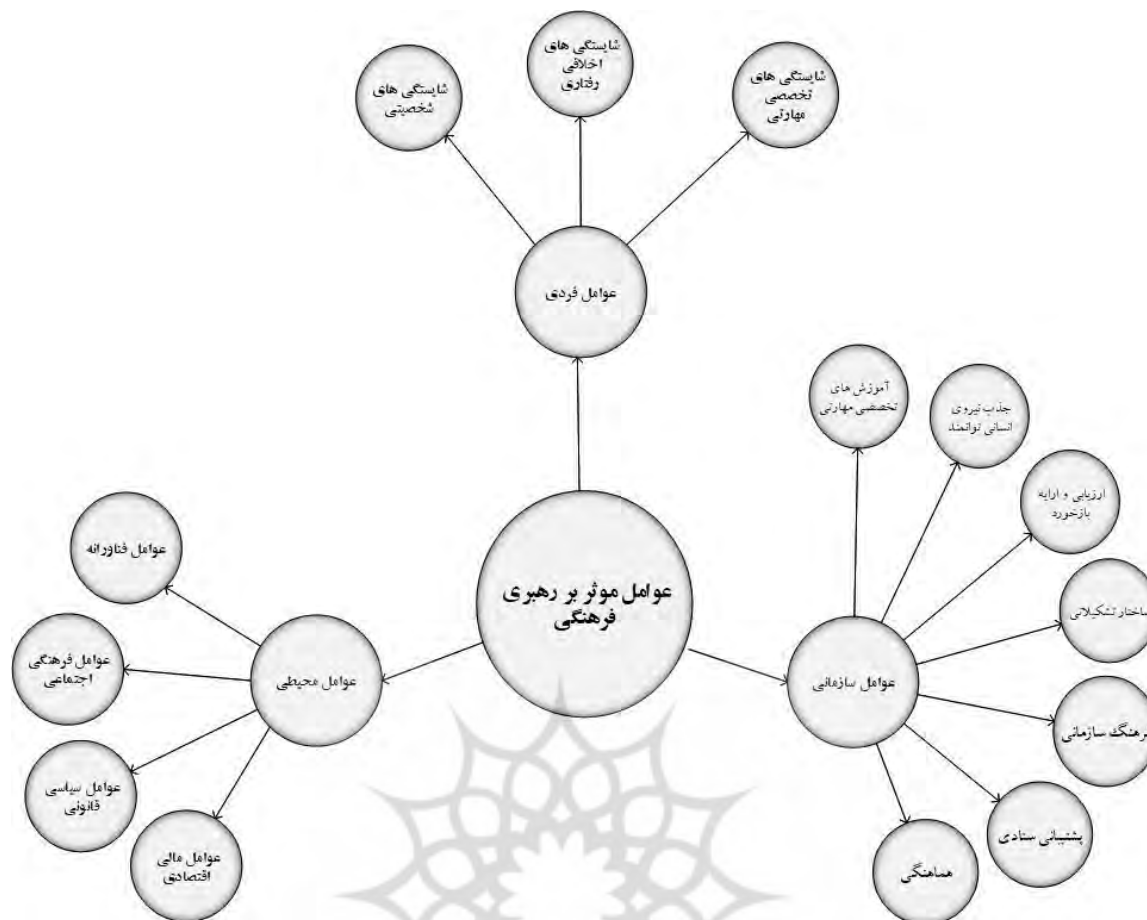 شایستگی های
شخصیتی
شایستگی های
اخلاقی
رفتاری
شایستگی های
تخصصی
مهارتی
عوامل فردی
آموزش های
تخصصی مهارتی
جذب نیروی
انسانی توانمند
ارزیابی و ارایه
بازخورد
ساختار تشکیلاتی
فرهنگ سازمانی
پشتیبانی ستادی
هماهنگی
عوامل سازمانی
عوامل موثر بر رهبری
فرهنگی
عوامل محیطی
عوامل فناورانه
عوامل فرهنگی
اجتماعی
عوامل سیاسی
قانونی
عوامل مالی
اقتصادی